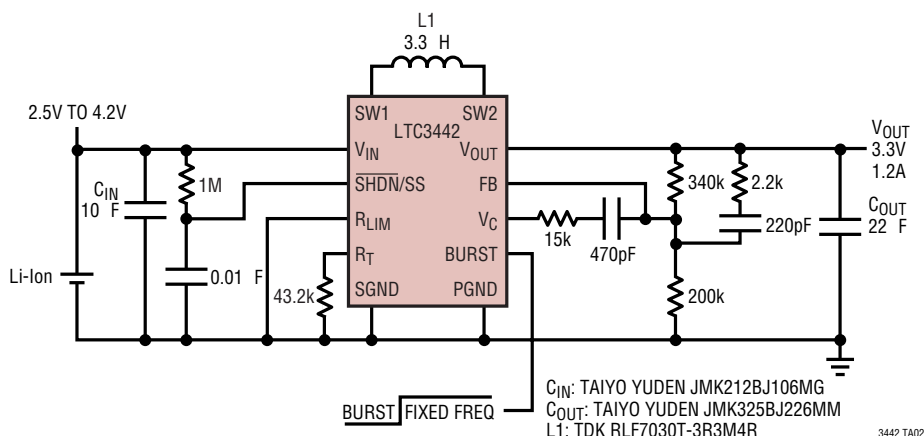 L1
3.3 H
2.5V TO 4.2V
SW1
SW2
LTC3442
VIN
VOUT
VOUT
3.3V
1.2A
1M
SHDN/SS
FB
340k
2.2k
CIN
10 F
RLIM
VC
15k
470pF
220pF
COUT
22 F
Li-Ion
0.01 F
RT
BURST
43.2k
SGND
PGND
200k
BURST
FIXED FREQ
CIN: TAIYO YUDEN JMK212BJ106MG
COUT: TAIYO YUDEN JMK325BJ226MM
L1: TDK RLF7030T-3R3M4R
3442 TA02